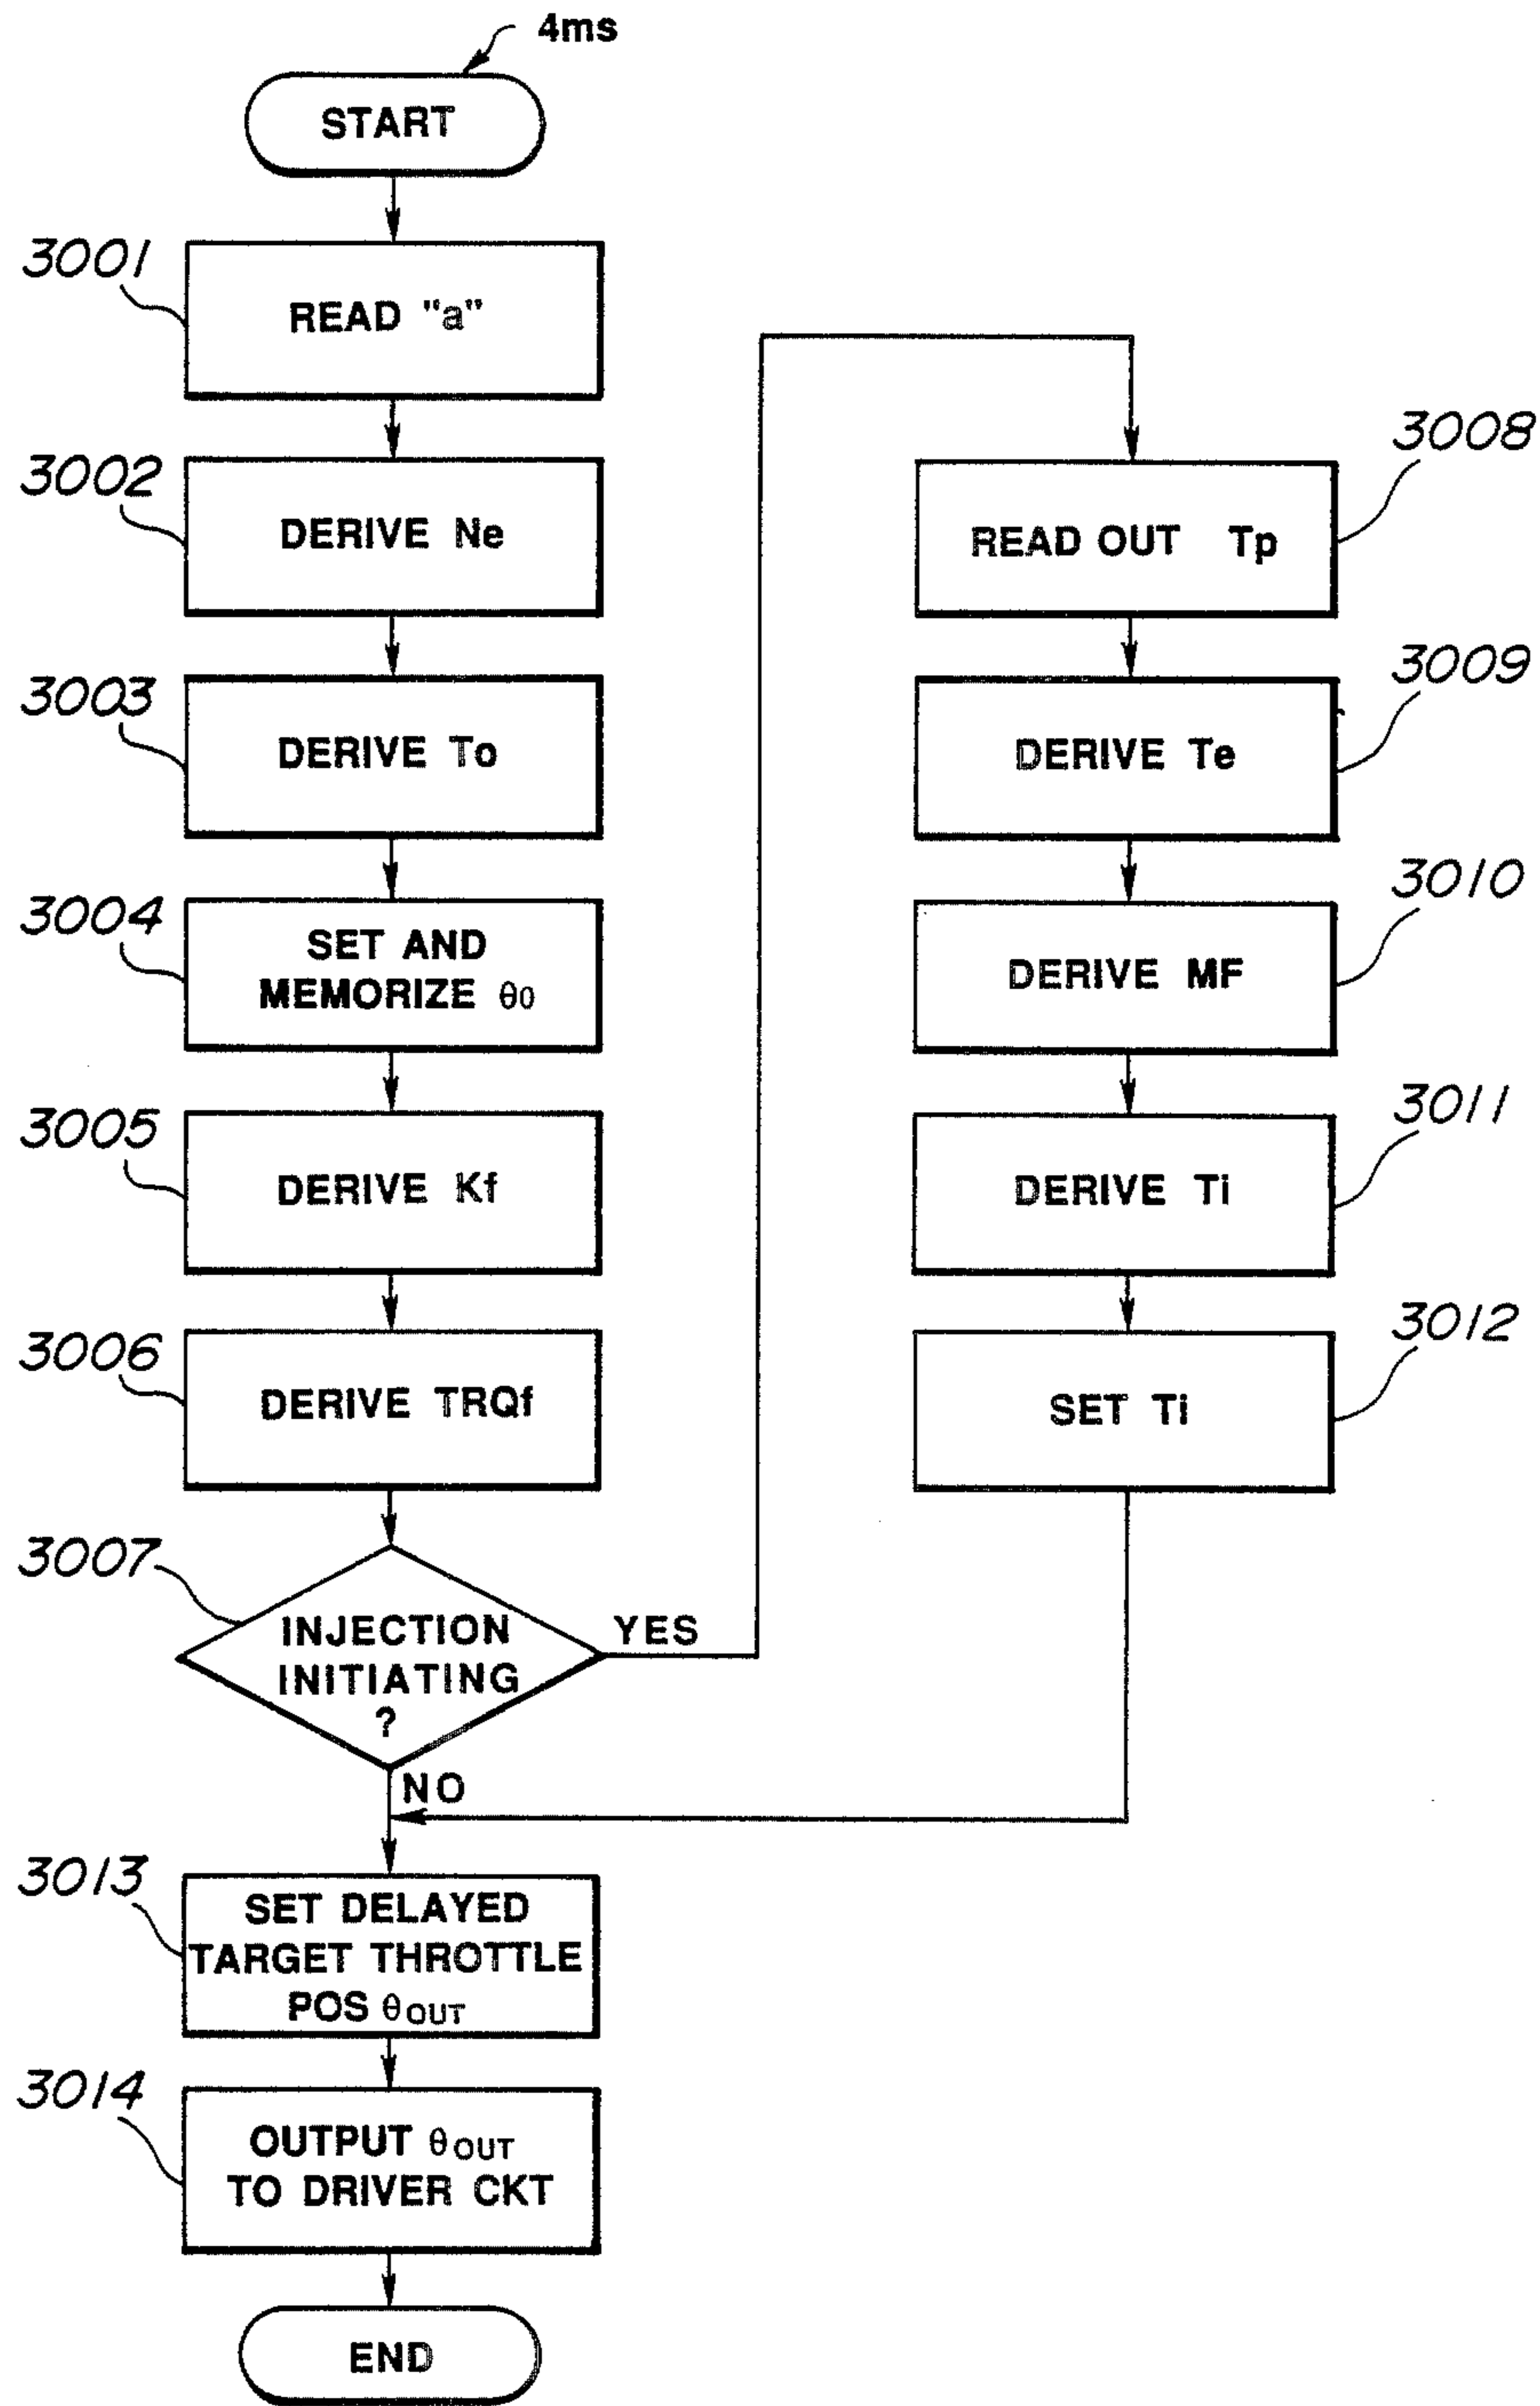 4ms
START
3001
READ "a"
3002
DERIVE Ne
3003
DERIVE To
3004
SET AND
MEMORIZE θ0
3005
DERIVE Kf
3006
DERIVE TRQf
3007
INJECTION
INITIATING
?
YES
NO
3008
READ OUT Tp
3009
DERIVE Te
3010
DERIVE MF
3011
DERIVE Ti
3012
SET Ti
3013
SET DELAYED
TARGET THROTTLE
POS θOUT
3014
OUTPUT θOUT
TO DRIVER CKT
END